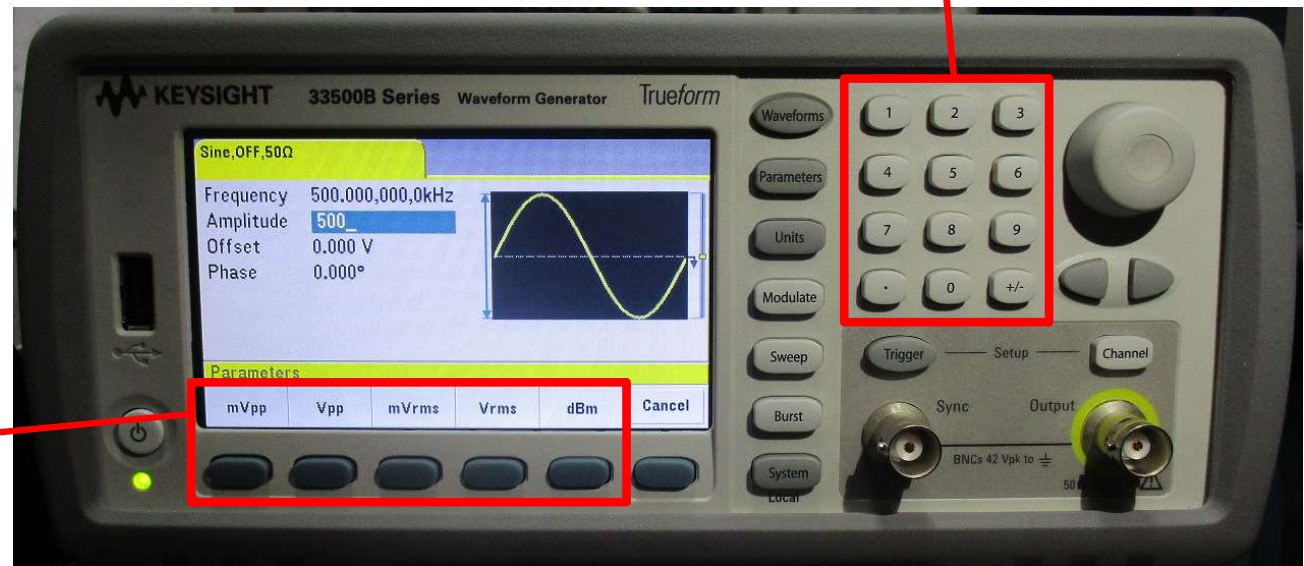 KEYSIGHT 33500B Series Waveform Generator Trueform
Sine,OFF,50Ω
Frequency 500.000,000,0kHz
Amplitude 500_
Offset 0.000 V
Phase 0.000°
Parameters
mVpp Vpp mVrms Vrms dBm Cancel
Waveforms
Parameters
Units
Modulate
Sweep
Burst
System
Local
1 2 3
4 5 6
7 8 9
. 0 +/-
Trigger Setup Channel
Sync Output
BNCs 42 Vpk to
50